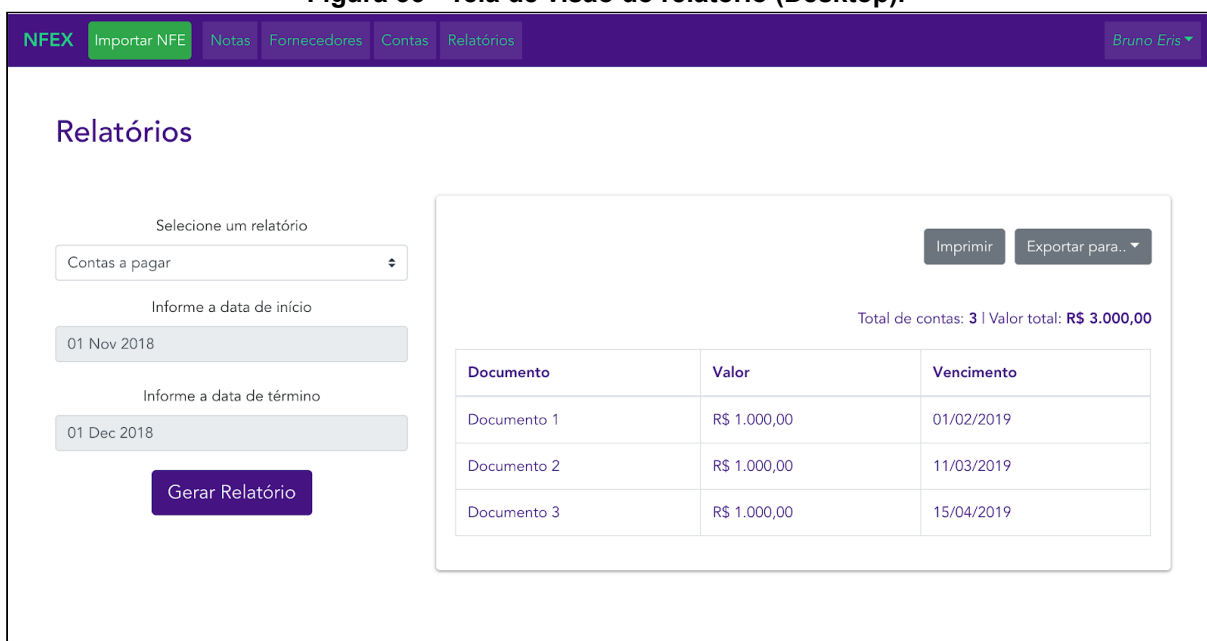 NFEX Importar NFE Notas Fornecedores Contas Relatórios Bruno Eris
Relatórios
Selecione um relatório
Contas a pagar
Informe a data de início
01 Nov 2018
Informe a data de término
01 Dec 2018
Gerar Relatório
Imprimir Exportar para..
Total de contas: 3 | Valor total: R$ 3.000,00
Documento Valor Vencimento
Documento 1 R$ 1.000,00 01/02/2019
Documento 2 R$ 1.000,00 11/03/2019
Documento 3 R$ 1.000,00 15/04/2019